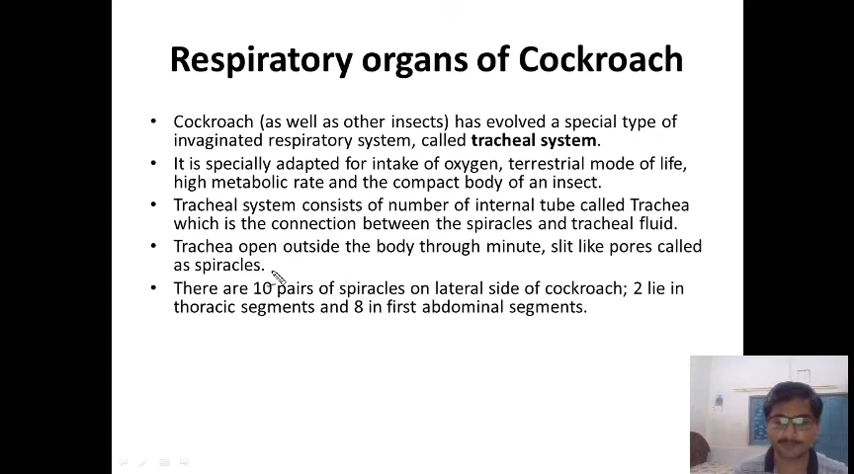 Respiratory organs of Cockroach
• Cockroach (as well as other insects) has evolved a special type of
invaginated respiratory system, called tracheal system.
• It is specially adapted for intake of oxygen, terrestrial mode of life,
high metabolic rate and the compact body of an insect.
• Tracheal system consists of number of internal tube called Trachea
which is the connection between the spiracles and tracheal fluid.
• Trachea open outside the body through minute, slit like pores called
as spiracles.
• There are 10 pairs of spiracles on lateral side of cockroach; 2 lie in
thoracic segments and 8 in first abdominal segments.